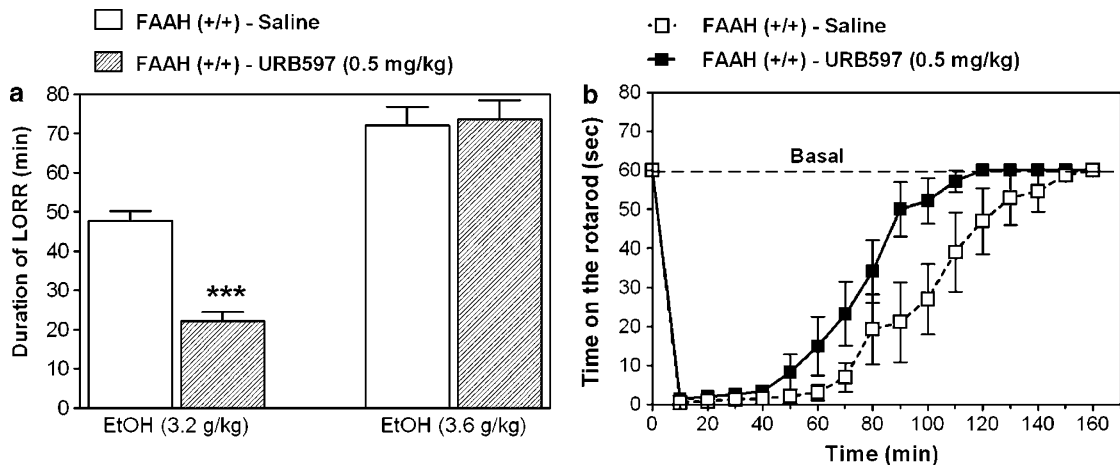 FAAH (+/+) - Saline
FAAH (+/+) - URB597 (0.5 mg/kg)
a
Duration of LORR (min)
80
70
60
50
40
30
20
10
0
***
EtOH (3.2 g/kg)
EtOH (3.6 g/kg)
FAAH (+/+) - Saline
FAAH (+/+) - URB597 (0.5 mg/kg)
b
Time on the rotarod (sec)
80
70
60
50
40
30
20
10
0
Basal
0 20 40 60 80 100 120 140 160
Time (min)